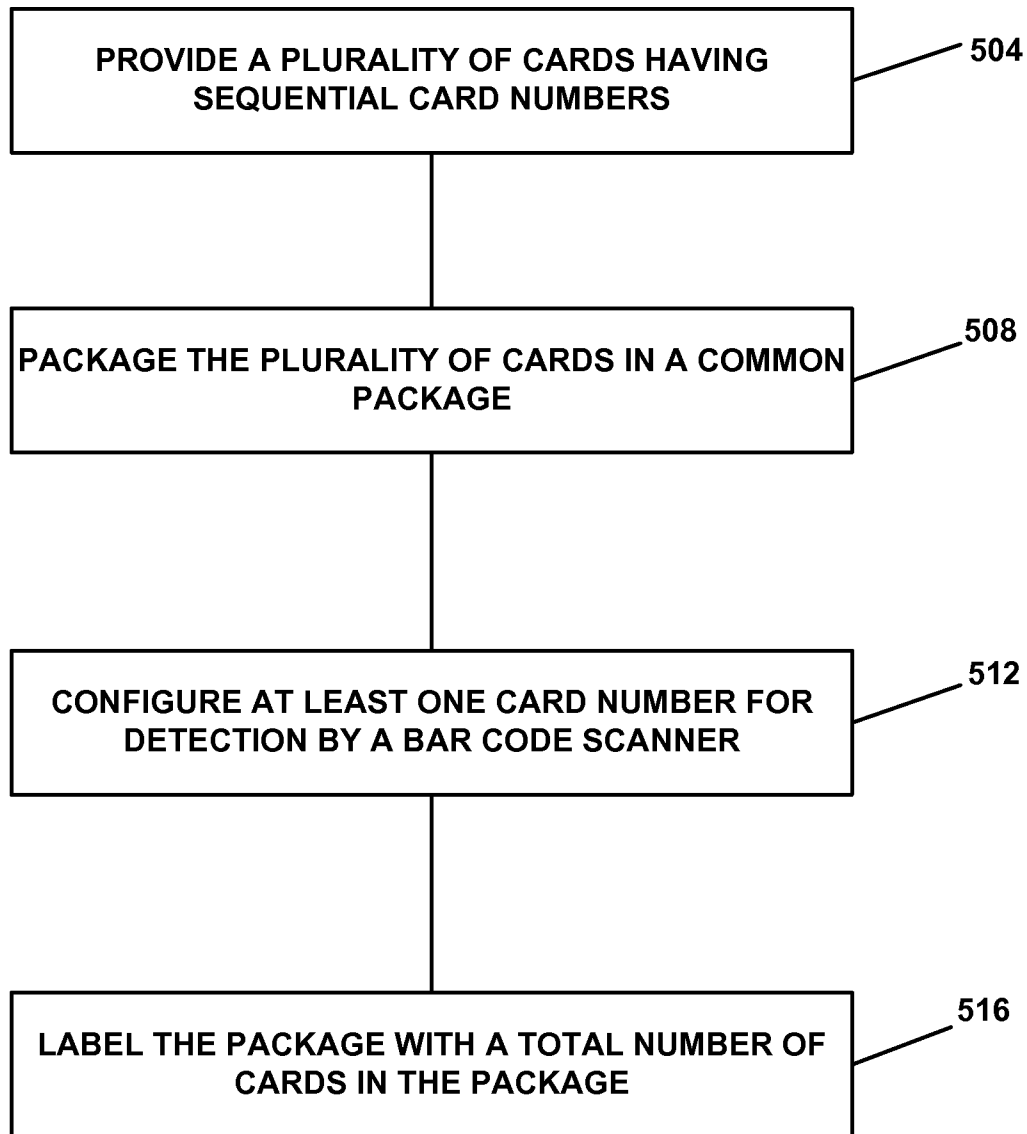 PROVIDE A PLURALITY OF CARDS HAVING
SEQUENTIAL CARD NUMBERS
504
PACKAGE THE PLURALITY OF CARDS IN A COMMON
PACKAGE
508
CONFIGURE AT LEAST ONE CARD NUMBER FOR
DETECTION BY A BAR CODE SCANNER
512
LABEL THE PACKAGE WITH A TOTAL NUMBER OF
CARDS IN THE PACKAGE
516